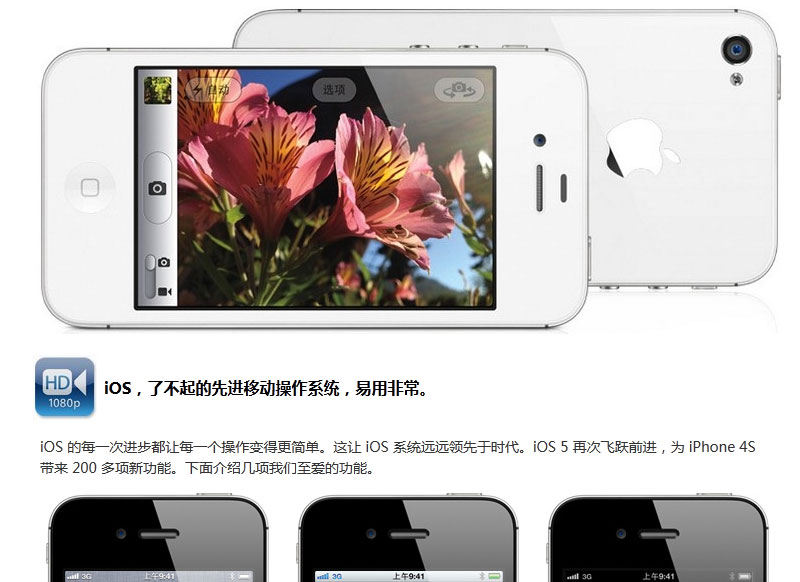 自动
选项
HD
1080p
iOS，了不起的先进移动操作系统，易用非常。
iOS 的每一次进步都让每一个操作变得更简单。这让 iOS 系统远远领先于时代。iOS 5 再次飞跃前进，为 iPhone 4S
带来 200 多项新功能。下面介绍几项我们至爱的功能。
3G 上午9:41
3G 上午9:41
3G 上午9:41